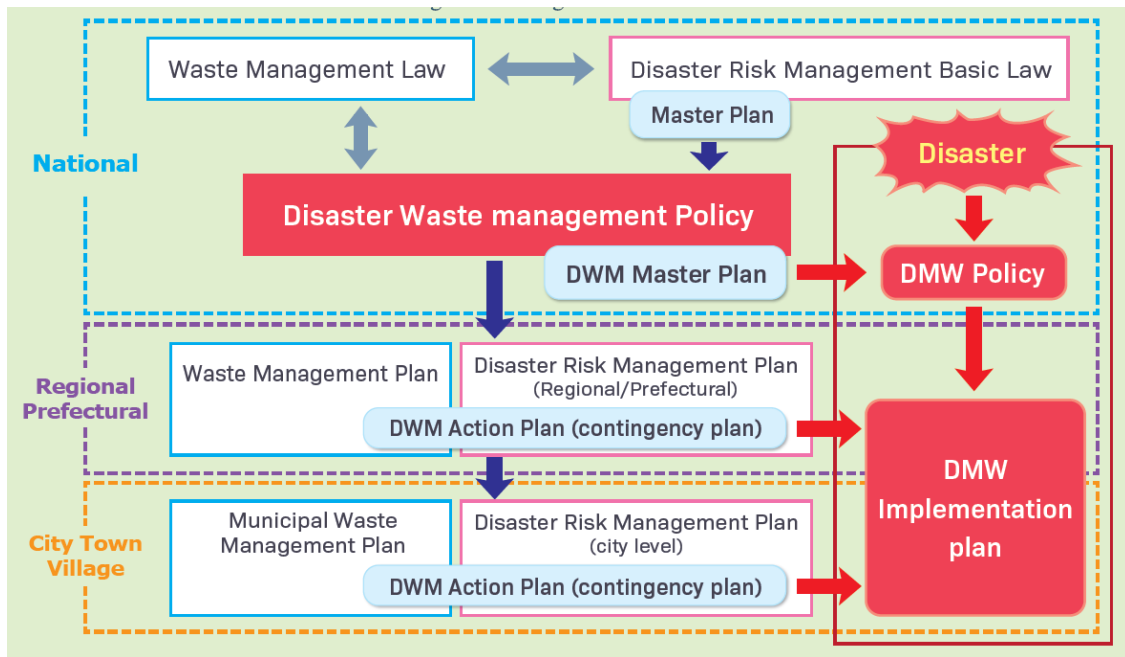 Waste Management Law
Disaster Risk Management Basic Law
Master Plan
National
Disaster
Disaster Waste management Policy
DWM Master Plan
DMW Policy
Regional
Prefectural
Waste Management Plan
Disaster Risk Management Plan
(Regional/Prefectural)
DWM Action Plan (contingency plan)
DMW
Implementation
plan
City Town
Village
Municipal Waste
Management Plan
Disaster Risk Management Plan
(city level)
DWM Action Plan (contingency plan)